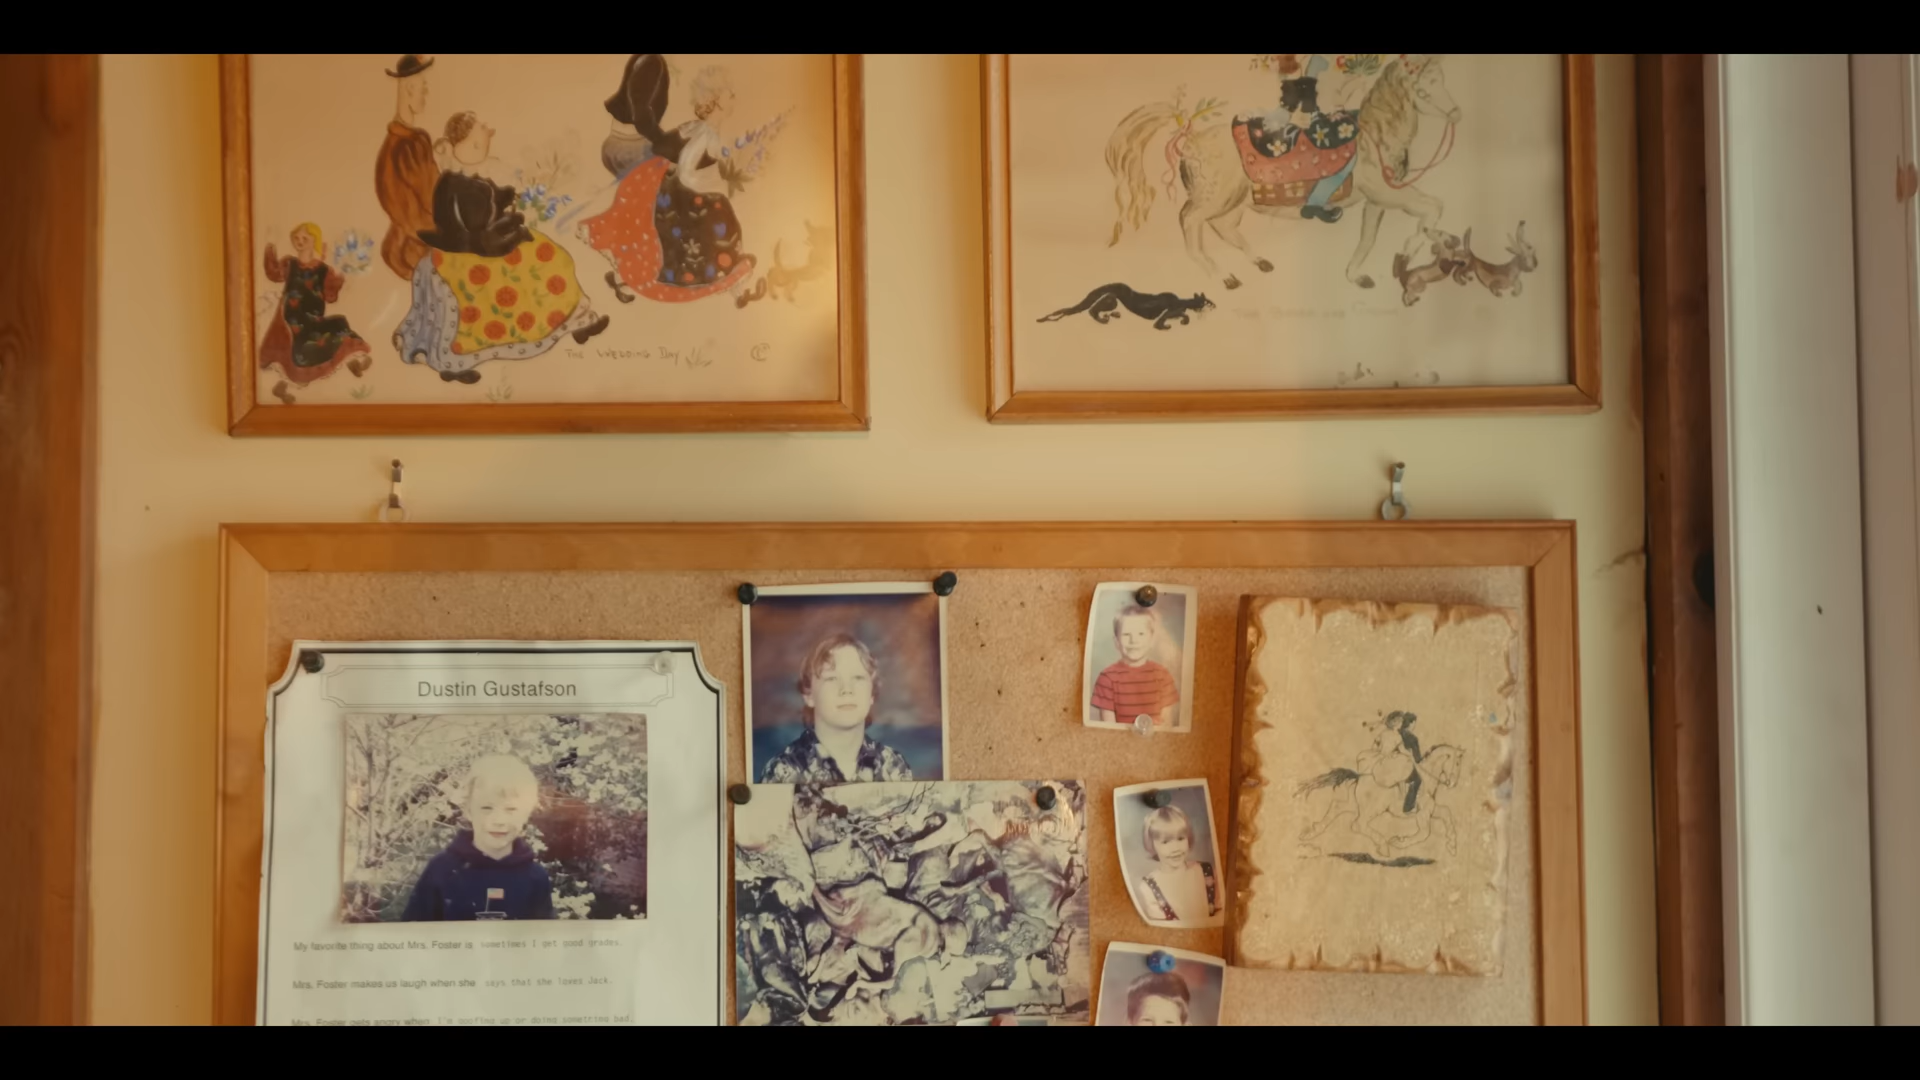 THE WEDDING DAY
Dustin Gustafson
My favorite thing about Mrs. Foster is sometimes I get good grades.
Mrs. Foster makes us laugh when she says that she loves Jack.
Mrs. Foster gets angry when I'm goofing up or doing something bad.